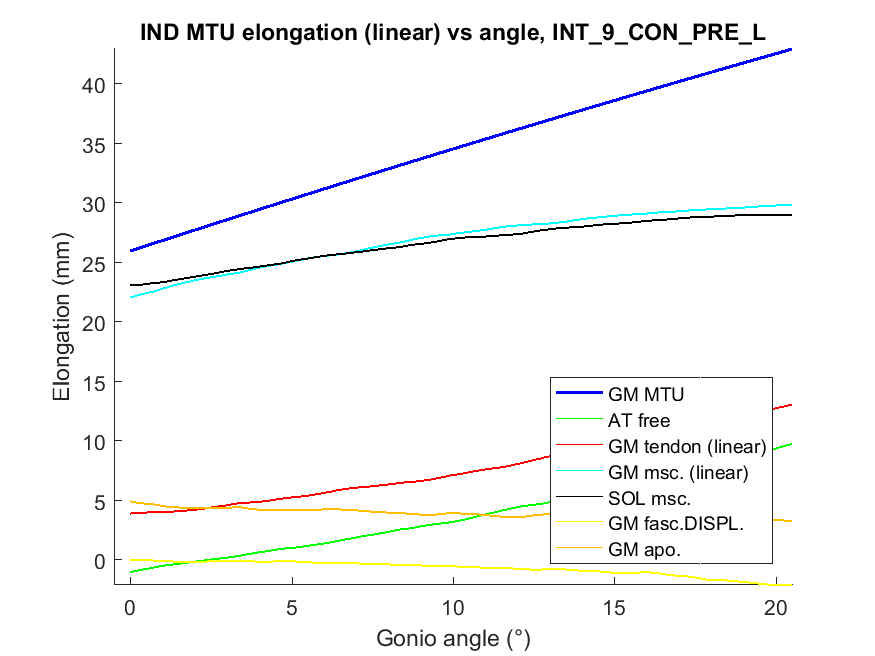 IND MTU elongation (linear) vs angle, INT_9_CON_PRE_L
40
35
30
25
20
15
10
5
0
Elongation (mm)
GM MTU
AT free
GM tendon (linear)
GM msc. (linear)
SOL msc.
GM fasc.DISPL.
GM apo.
0 5 10 15 20
Gonio angle (°)